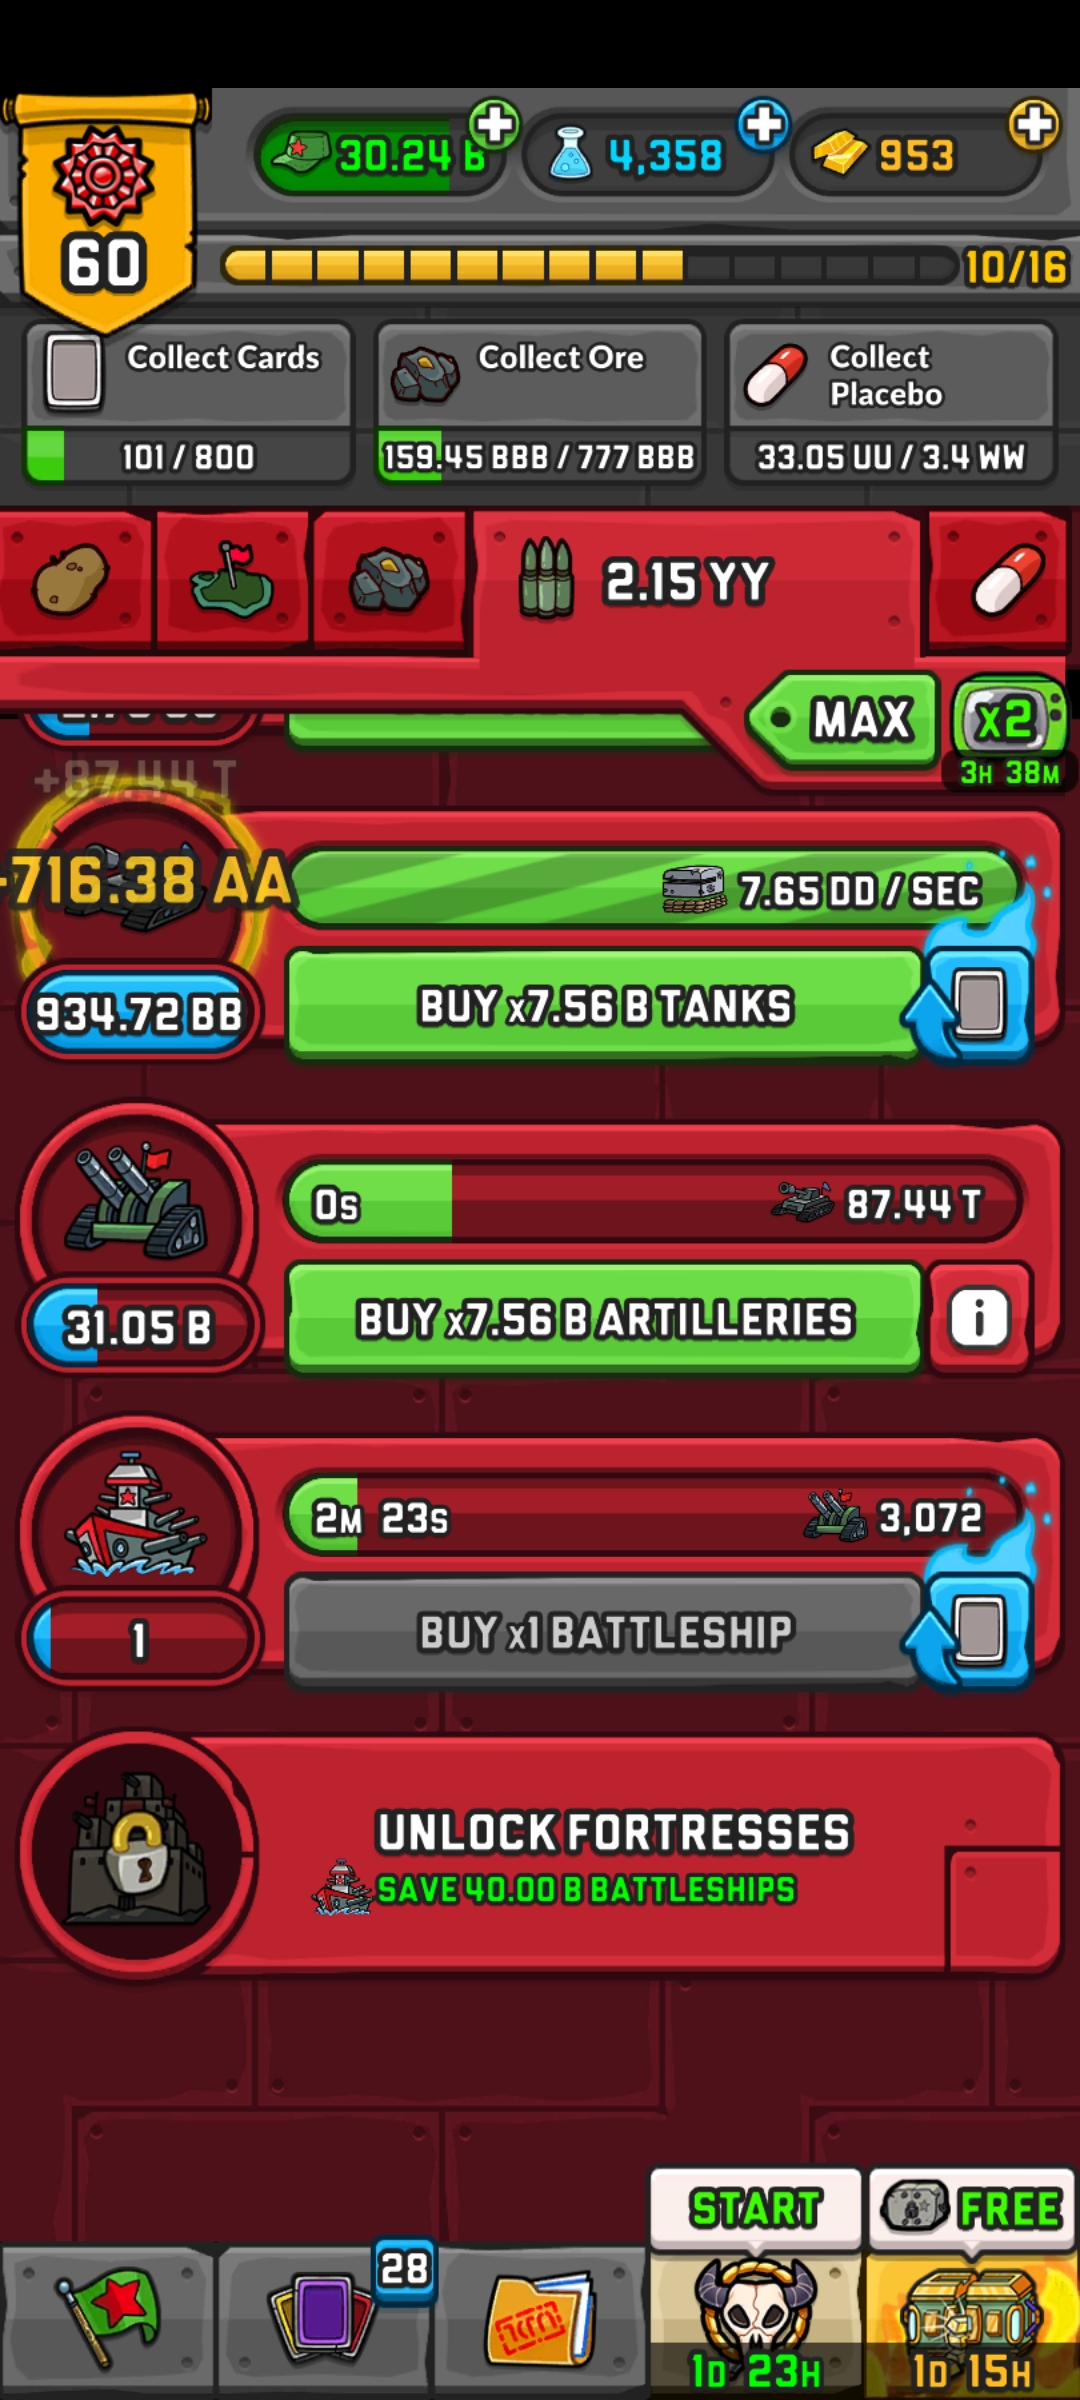 60
30.24 B
4,358
953
10/16
Collect Cards
101 / 800
Collect Ore
159.45 BBB / 777 BBB
Collect
Placebo
33.05 UU / 3.4 WW
2.15 YY
MAX
x2
3H 38M
+87.44 T
-716.38 AA
7.65 DD / SEC
934.72 BB
BUY x7.56 B TANKS
0s
87.44 T
31.05 B
BUY x7.56 B ARTILLERIES
i
2M 23s
3,072
1
BUY x1 BATTLESHIP
UNLOCK FORTRESSES
SAVE 40.00 B BATTLESHIPS
START
FREE
28
1D 23H
1D 15H